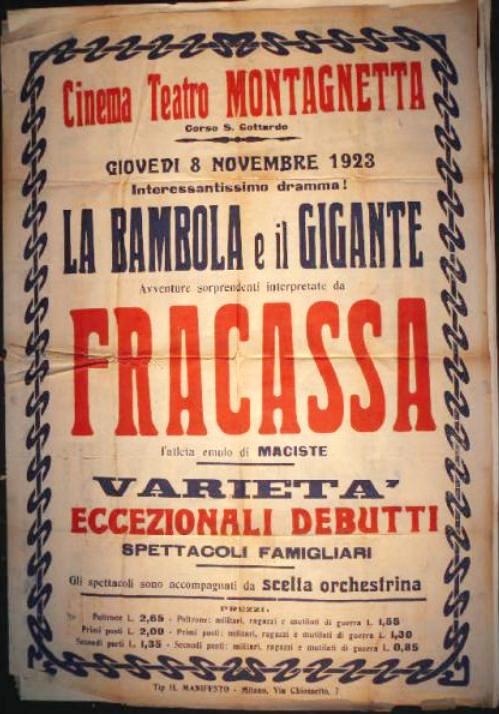 Cinema Teatro MONTAGNETTA
Corso S. Gottardo
GIOVEDI 8 NOVEMBRE 1923
Interessantissimo dramma!
LA BAMBOLA e il GIGANTE
Avventure sorprendenti interpretate da
FRACASSA
l'atleta emulo di MACISTE
VARIETA'
ECCEZIONALI DEBUTTI
SPETTACOLI FAMIGLIARI
Gli spettacoli sono accompagnati da scelta orchestrina
PREZZI:
Poltrone L. 2,65 - Poltrone: militari, ragazzi e mutilati di guerra L. 1,55
Primi posti L. 2,00 - Primi posti: militari, ragazzi e mutilati di guerra L. 1,30
Secondi posti L. 1,35 - Secondi posti: militari, ragazzi e mutilati di guerra L. 0,85
Tip IL MANIFESTO - Milano, Via Chiossetto, 7